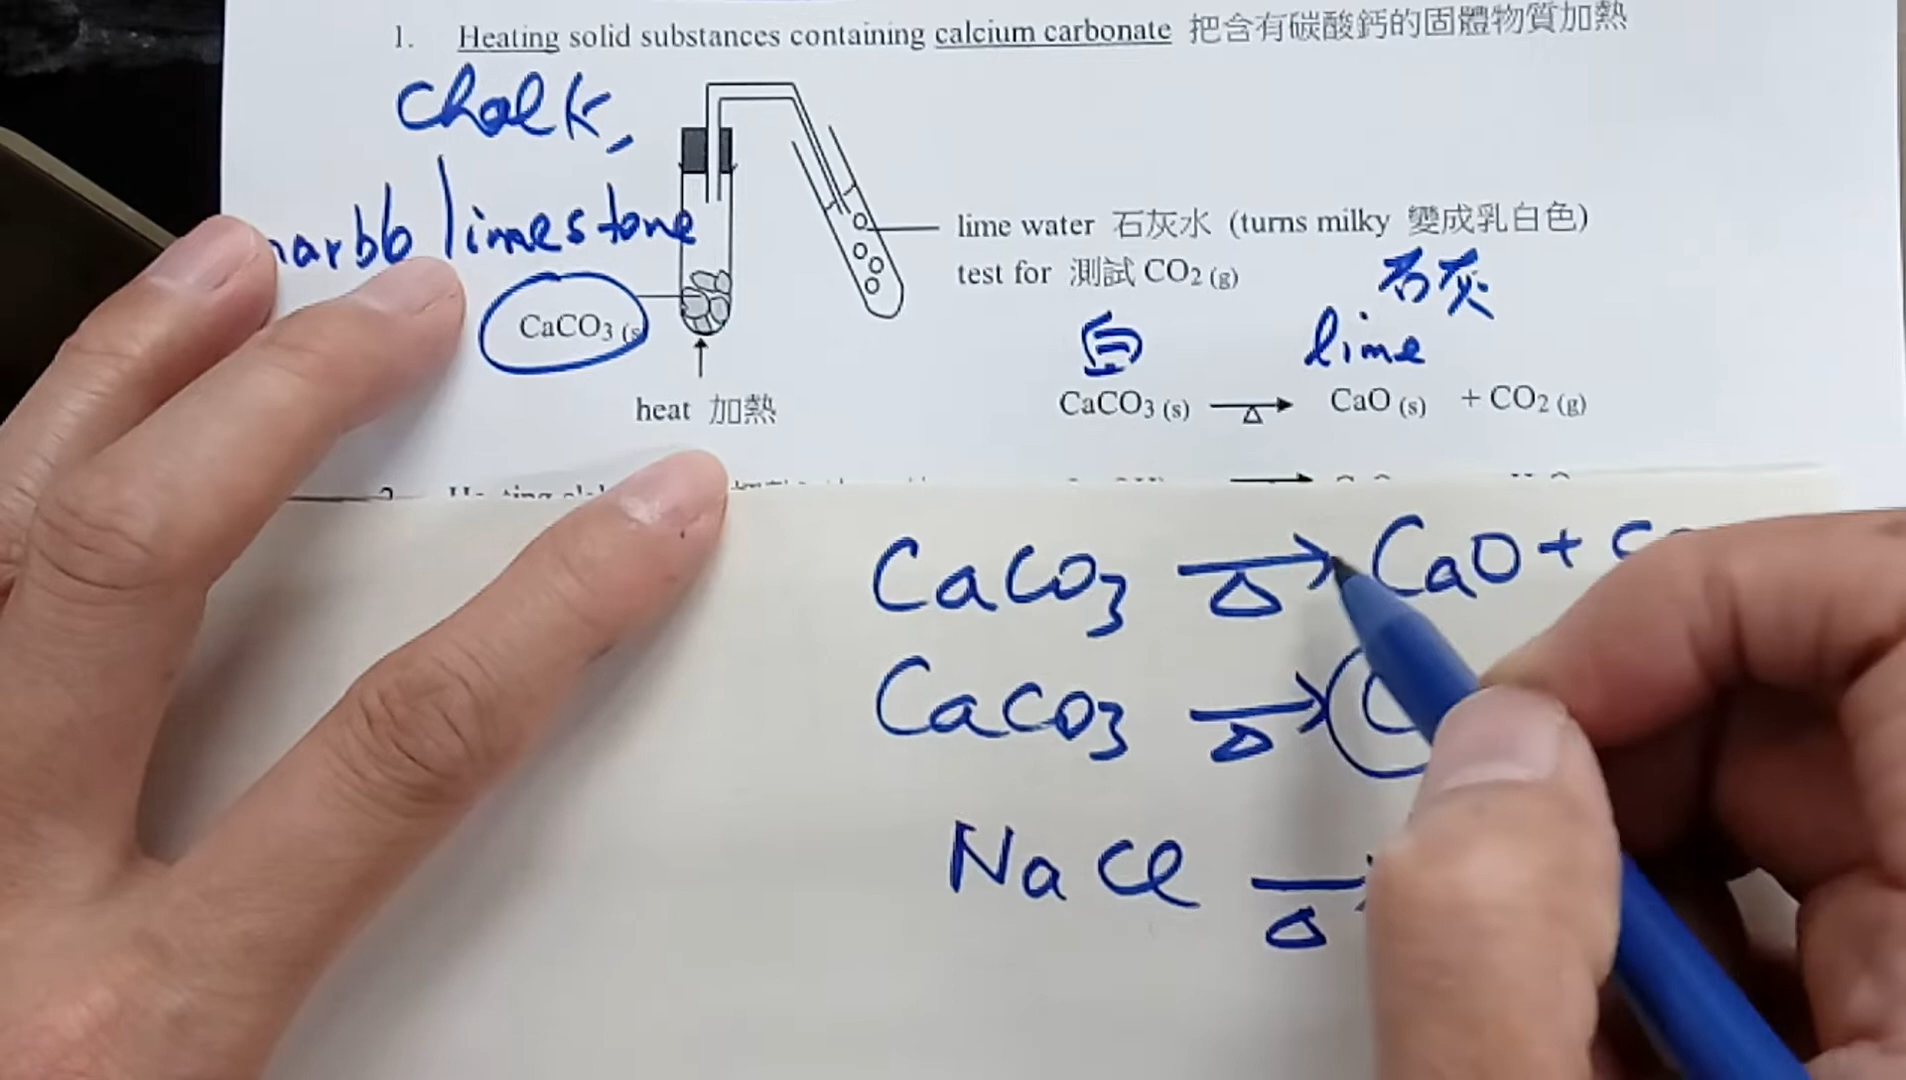 1. Heating solid substances containing calcium carbonate 把含有碳酸鈣的固體物質加熱
chalk,
limestone
lime water 石灰水 (turns milky 變成乳白色)
test for 測試 CO2 (g)
石灰
CaCO3 (s)
白
lime
heat 加熱
CaCO3 (s) → Δ CaO (s) + CO2 (g)
CaCO3 → Δ CaO +
CaCO3 → Δ
NaCl → Δ